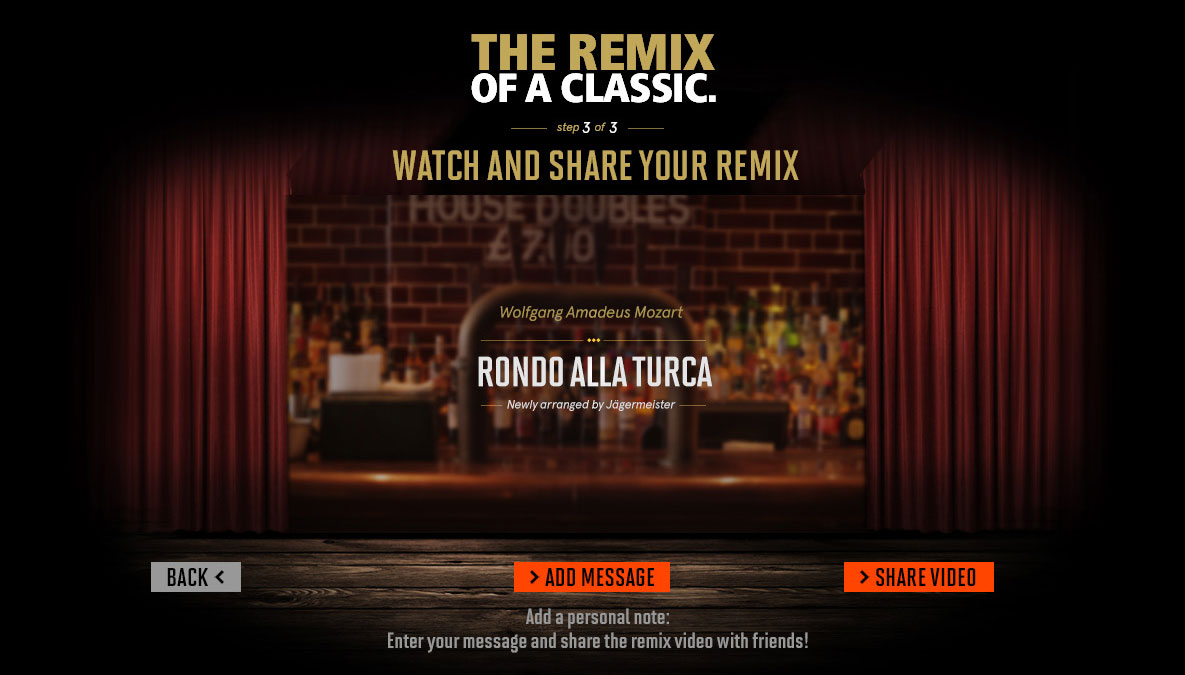 THE REMIX
OF A CLASSIC.
step 3 of 3
WATCH AND SHARE YOUR REMIX
HOUSE DOUBLES
£7.00
Wolfgang Amadeus Mozart
RONDO ALLA TURCA
Newly arranged by Jägermeister
BACK <
> ADD MESSAGE
> SHARE VIDEO
Add a personal note:
Enter your message and share the remix video with friends!